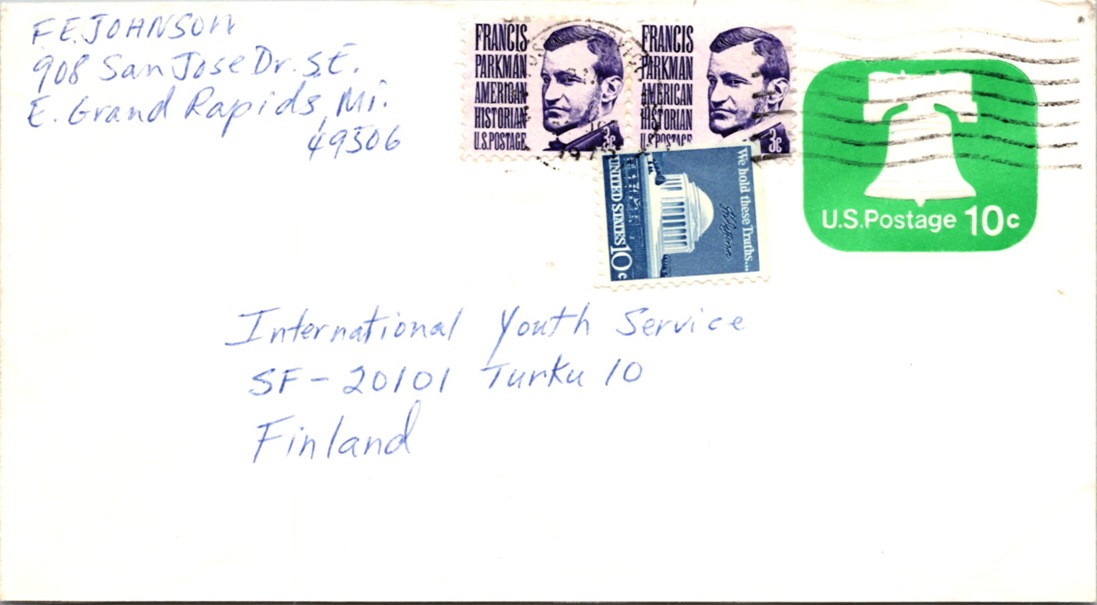 F.E. JOHNSON
908 San Jose Dr. S.E.
E. Grand Rapids, Mi.
49506
FRANCIS
PARKMAN
AMERICAN
HISTORIAN
U.S. POSTAGE
3c
FRANCIS
PARKMAN
AMERICAN
HISTORIAN
U.S. POSTAGE
3c
We hold these Truths...
UNITED STATES 10c
U.S. Postage 10c
International Youth Service
SF-20101 Turku 10
Finland